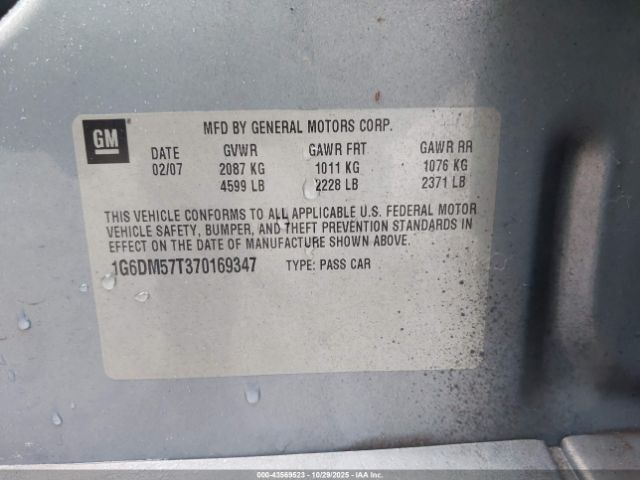 GM
MFD BY GENERAL MOTORS CORP.
DATE GVWR GAWR FRT GAWR RR
02/07 2087 KG 1011 KG 1076 KG
4599 LB 2228 LB 2371 LB
THIS VEHICLE CONFORMS TO ALL APPLICABLE U.S. FEDERAL MOTOR
VEHICLE SAFETY, BUMPER, AND THEFT PREVENTION STANDARDS IN
EFFECT ON THE DATE OF MANUFACTURE SHOWN ABOVE.
1G6DM57T370169347 TYPE: PASS CAR
000-43569523 | 10/29/2025 | IAAI.COM